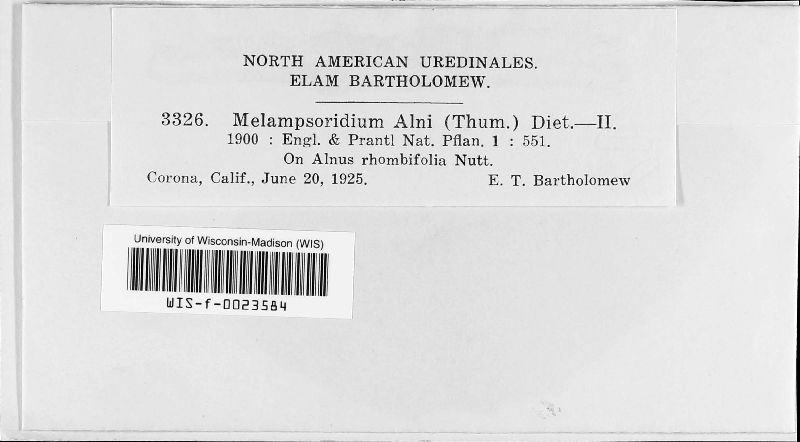 NORTH AMERICAN UREDINALES.
ELAM BARTHOLOMEW.
3326. Melampsoridium Alni (Thum.) Diet.—II.
1900 : Engl. & Prantl Nat. Pflan. 1 : 551.
On Alnus rhombifolia Nutt.
Corona, Calif., June 20, 1925. E. T. Bartholomew
University of Wisconsin-Madison (WIS)
WIS-f-0023584